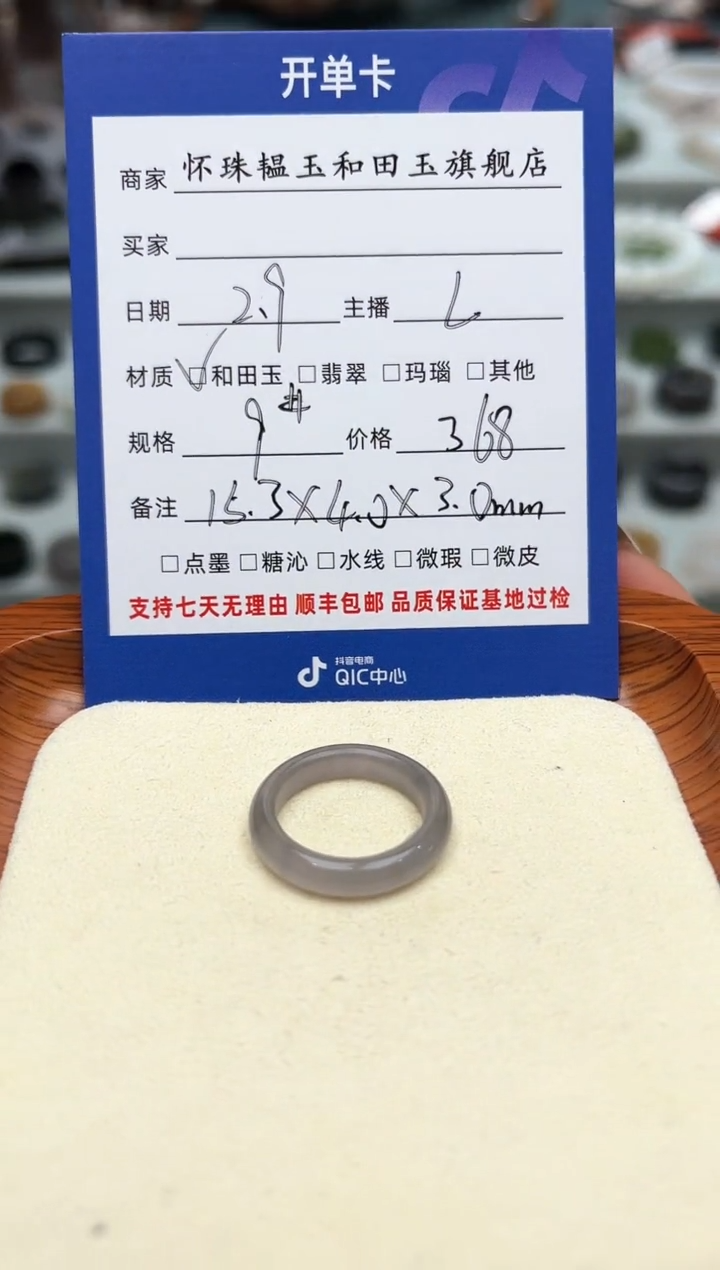 开单卡
商家 怀珠韫玉和田玉旗舰店
买家
日期 2.9 主播 L
材质 ☑和田玉 □翡翠 □玛瑙 □其他
规格 9# 价格 368
备注 15.3×4.0×3.0mm
□点墨 □糖沁 □水线 □微瑕 □微皮
支持七天无理由 顺丰包邮 品质保证基地过检
抖音电商
QIC中心